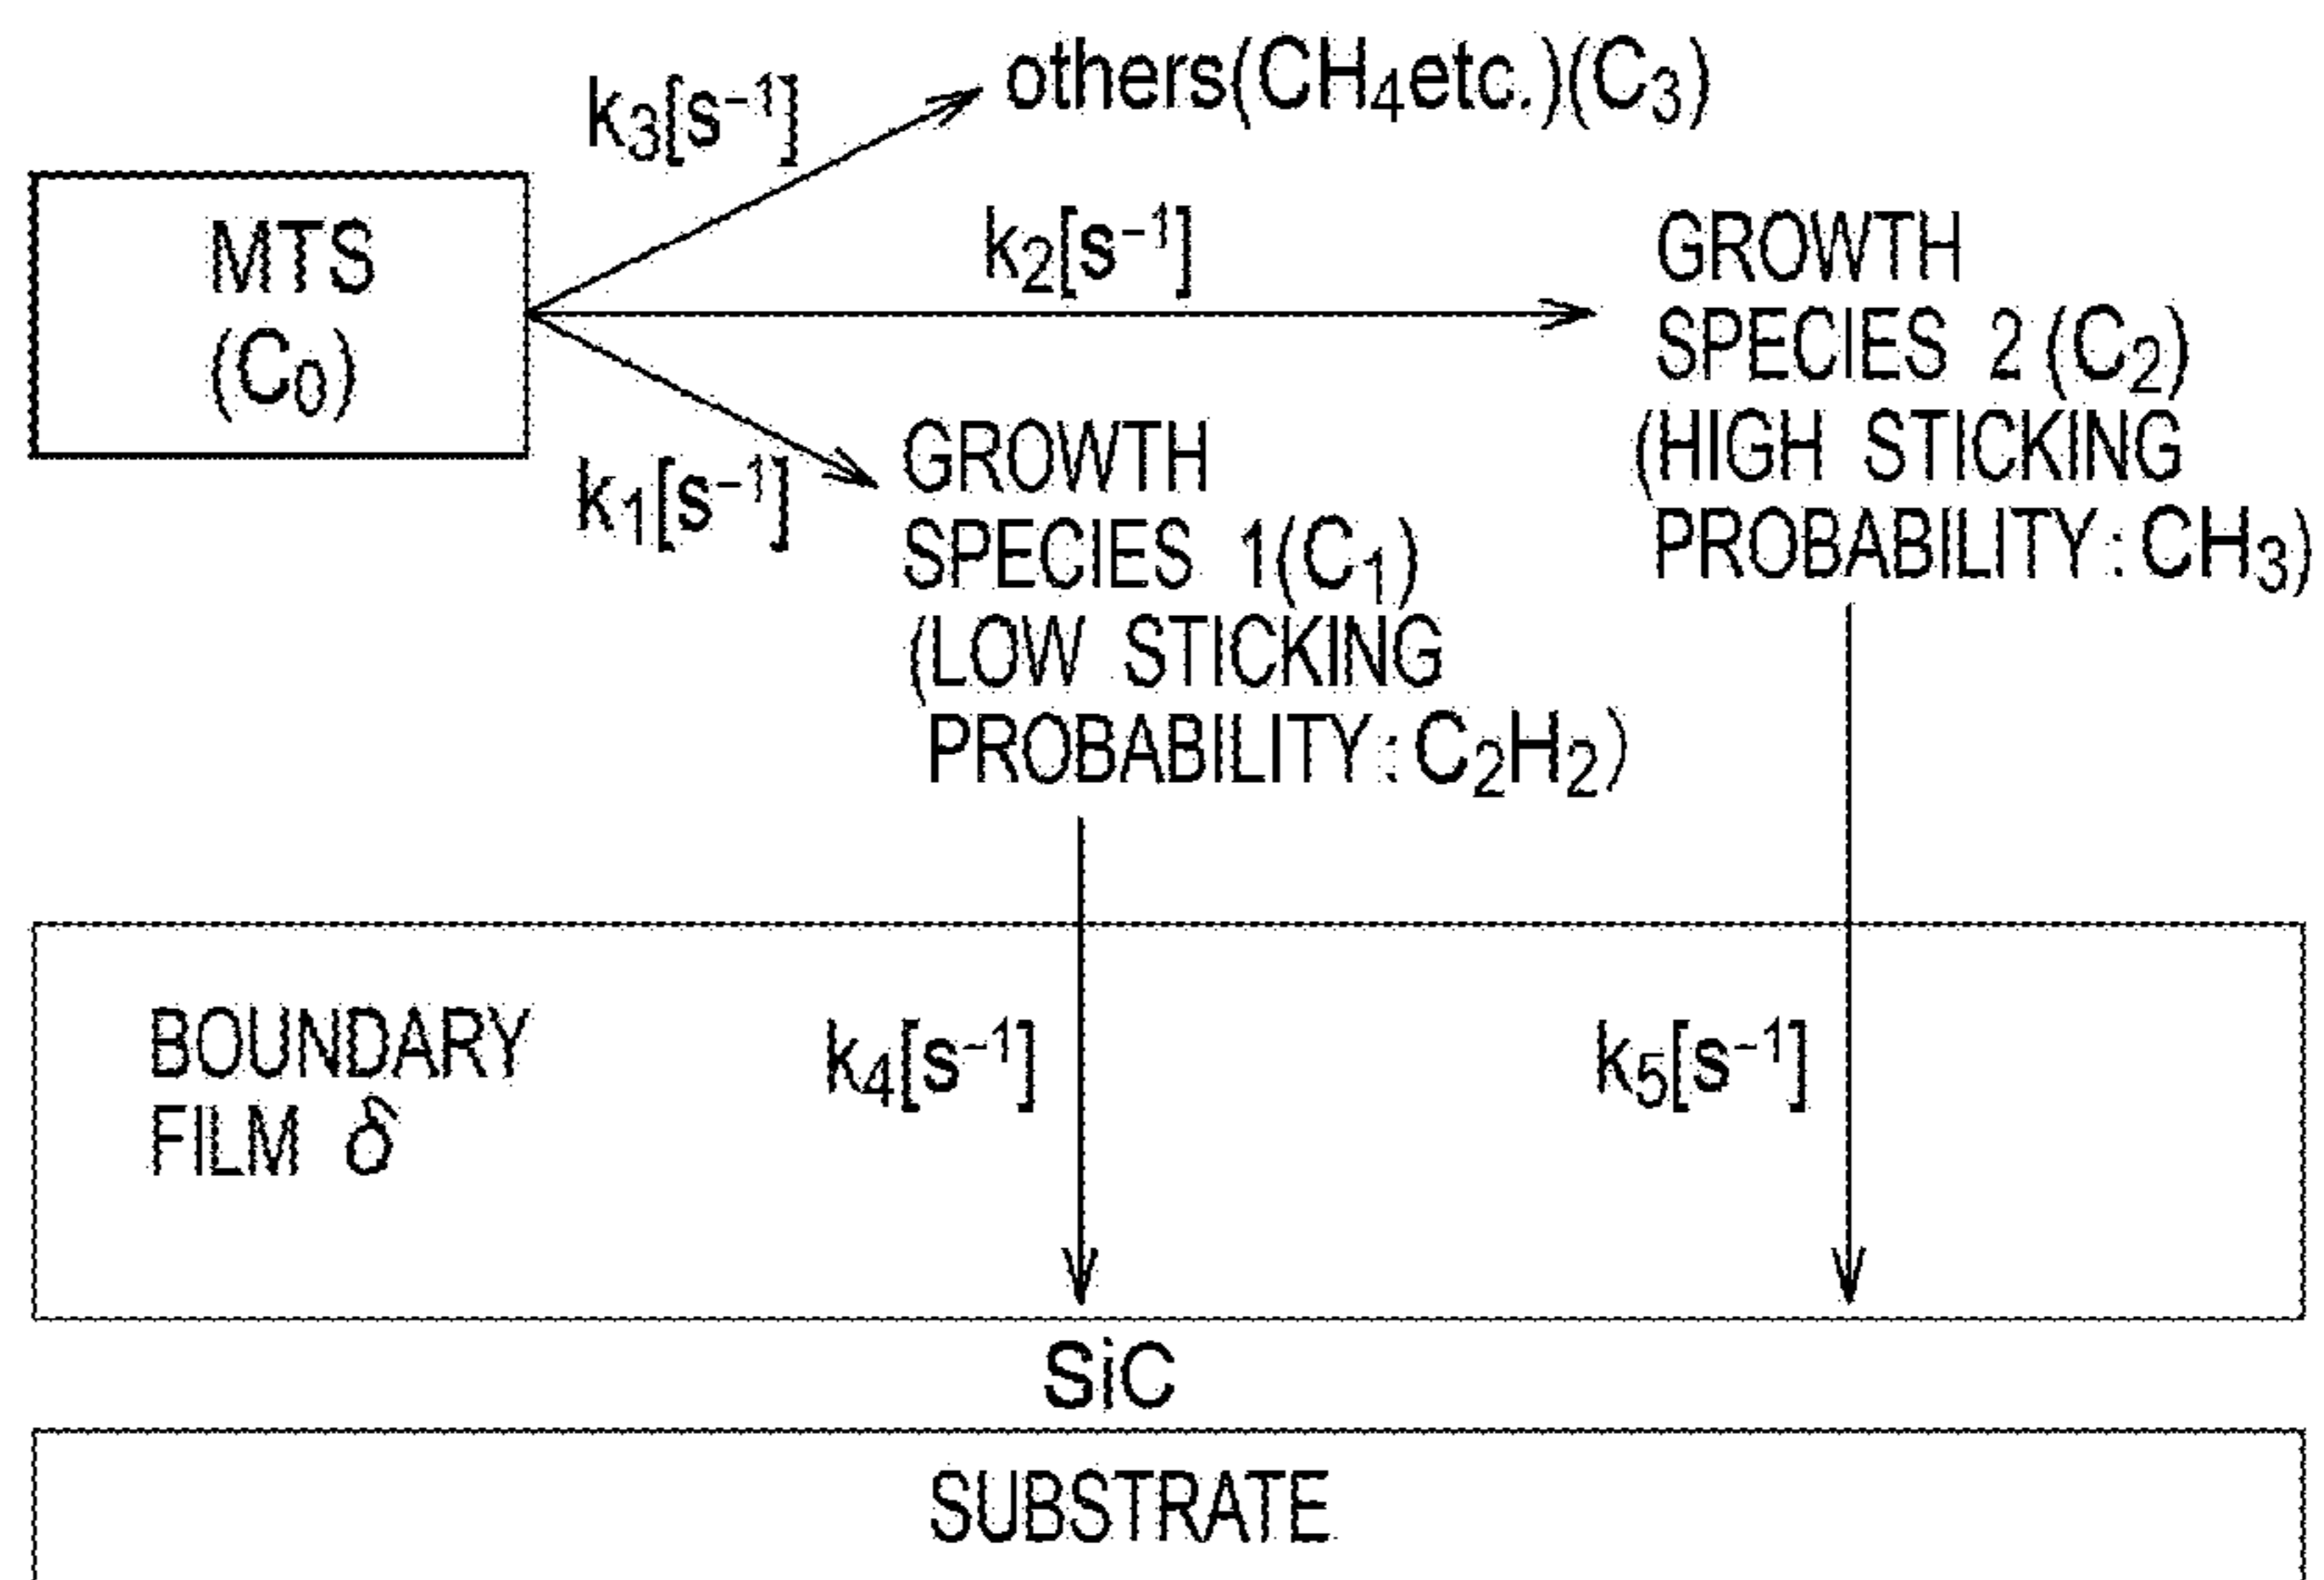 others(CH₄etc.)(C₃)
k₃[s⁻¹]
MTS
(C₀)
k₂[s⁻¹]
GROWTH
SPECIES 2(C₂)
(HIGH STICKING
PROBABILITY:CH₃)
k₁[s⁻¹]
GROWTH
SPECIES 1(C₁)
(LOW STICKING
PROBABILITY:C₂H₂)
BOUNDARY
FILM δ
k₄[s⁻¹]
k₅[s⁻¹]
SiC
SUBSTRATE